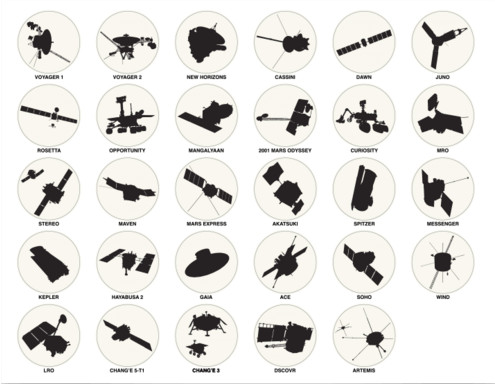 VOYAGER 1
VOYAGER 2
NEW HORIZONS
CASSINI
DAWN
JUNO
ROSETTA
OPPORTUNITY
MANGALYAAN
2001 MARS ODYSSEY
CURIOSITY
MRO
STEREO
MAVEN
MARS EXPRESS
AKATSUKI
SPITZER
MESSENGER
KEPLER
HAYABUSA 2
GAIA
ACE
SOHO
WIND
LRO
CHANG'E 5-T1
CHANG'E 3
DSCOVR
ARTEMIS